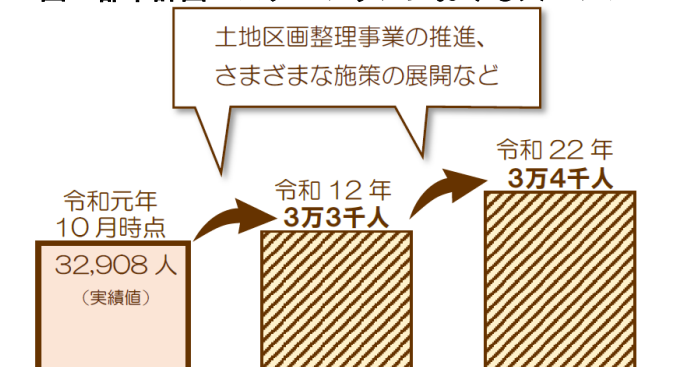 土地区画整理事業の推進、
さまざまな施策の展開など
令和元年
10月時点
32,908人
（実績値）
令和12年
3万3千人
令和22年
3万4千人